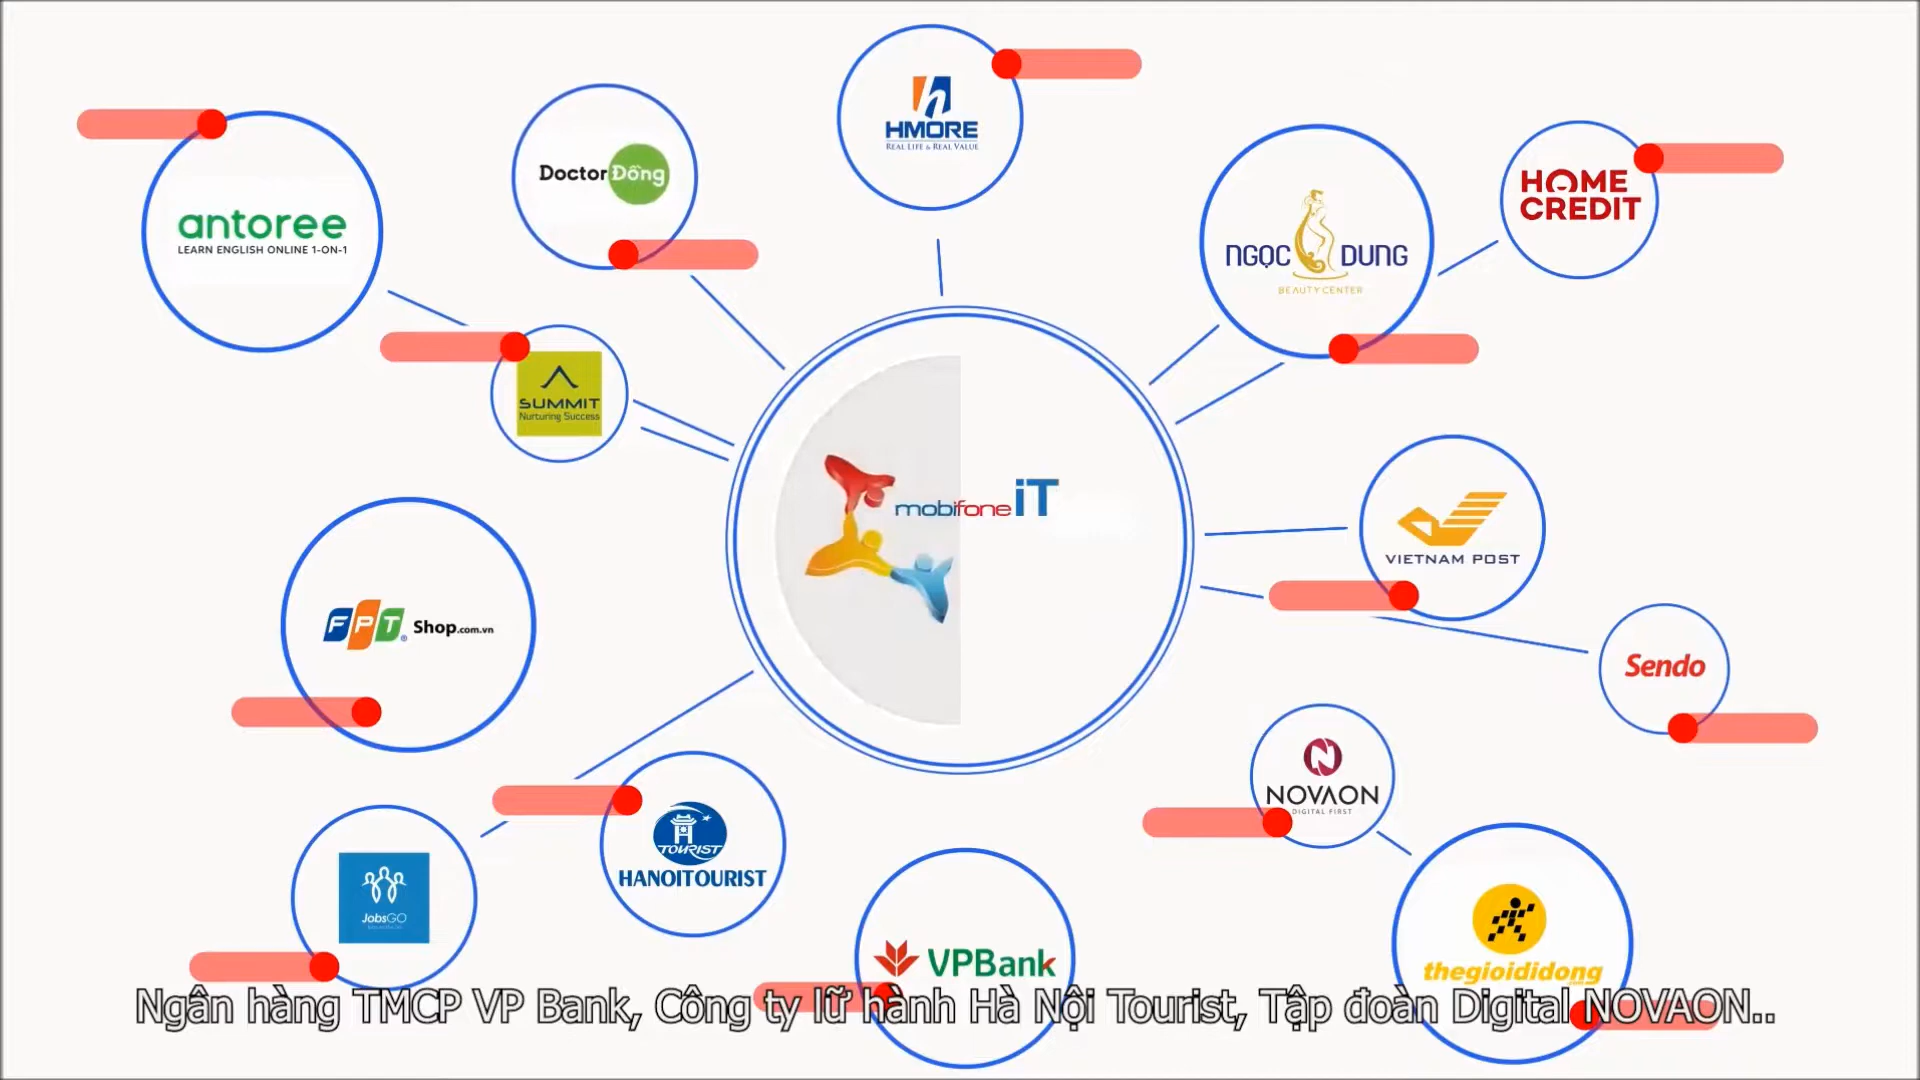 HMORE
REAL LIFE & REAL VALUE
Doctor Đồng
antoree
LEARN ENGLISH ONLINE 1-ON-1
HOME
CREDIT
NGỌC DUNG
BEAUTY CENTER
SUMMIT
Nurturing Success
mobifone iT
VIETNAM POST
FPT Shop.com.vn
Sendo
NOVAON
DIGITAL FIRST
TOURIST
HANOITOURIST
JobsGO
VPBank
thegioididong
Ngân hàng TMCP VP Bank, Công ty lữ hành Hà Nội Tourist, Tập đoàn Digital NOVAON..